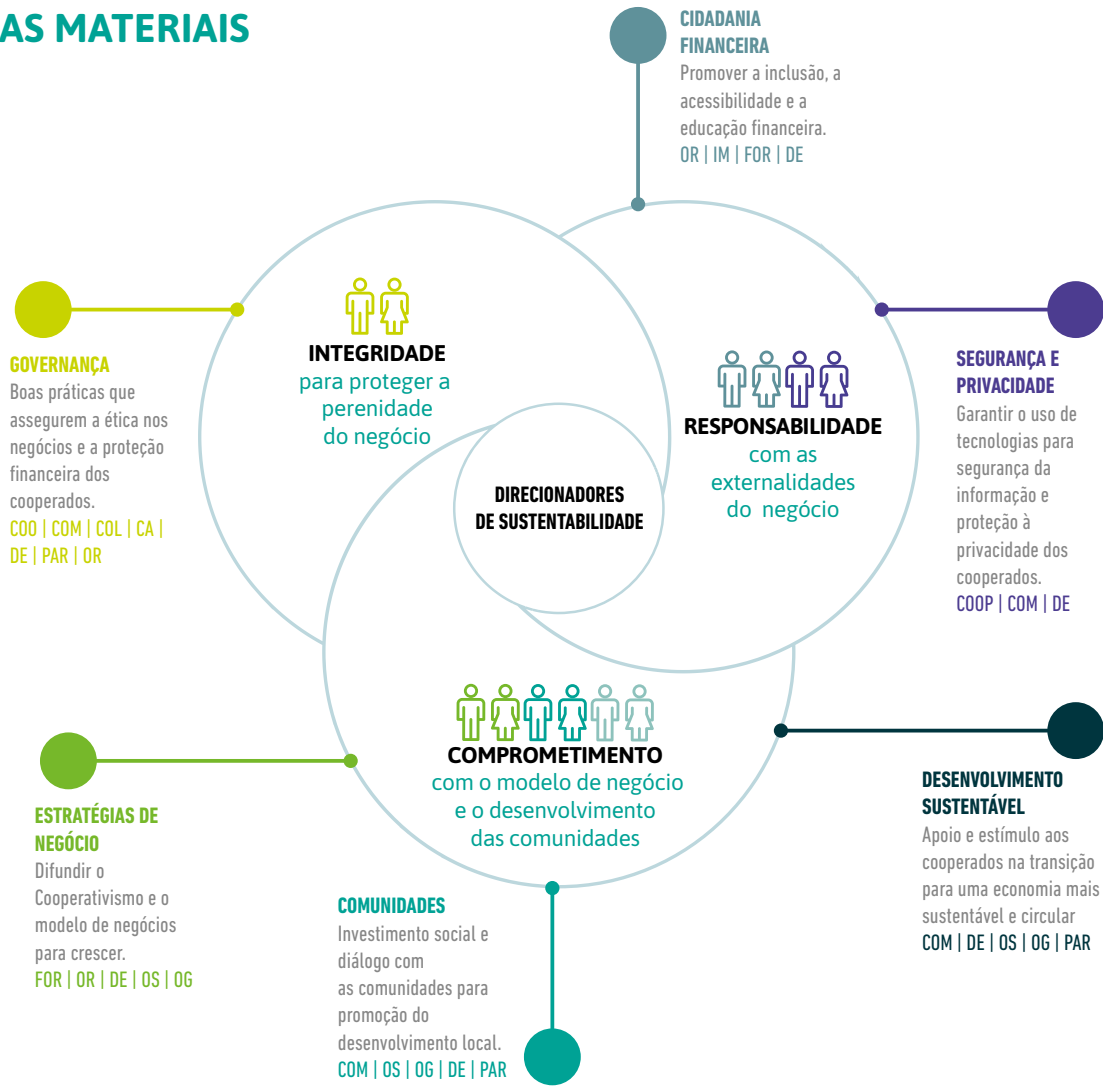 AS MATERIAIS
CIDADANIA
FINANCEIRA
Promover a inclusão, a
acessibilidade e a
educação financeira.
OR | IM | FOR | DE
GOVERNANÇA
Boas práticas que
assegurem a ética nos
negócios e a proteção
financeira dos
cooperados.
COO | COM | COL | CA |
DE | PAR | OR
INTEGRIDADE
para proteger a
perenidade
do negócio
RESPONSABILIDADE
com as
externalidades
do negócio
SEGURANÇA E
PRIVACIDADE
Garantir o uso de
tecnologias para
segurança da
informação e
proteção à
privacidade dos
cooperados.
COOP | COM | DE
DIRECIONADORES
DE SUSTENTABILIDADE
COMPROMETIMENTO
com o modelo de negócio
e o desenvolvimento
das comunidades
ESTRATÉGIAS DE
NEGÓCIO
Difundir o
Cooperativismo e o
modelo de negócios
para crescer.
FOR | OR | DE | OS | OG
COMUNIDADES
Investimento social e
diálogo com
as comunidades para
promoção do
desenvolvimento local.
COM | OS | OG | DE | PAR
DESENVOLVIMENTO
SUSTENTÁVEL
Apoio e estímulo aos
cooperados na transição
para uma economia mais
sustentável e circular
COM | DE | OS | OG | PAR